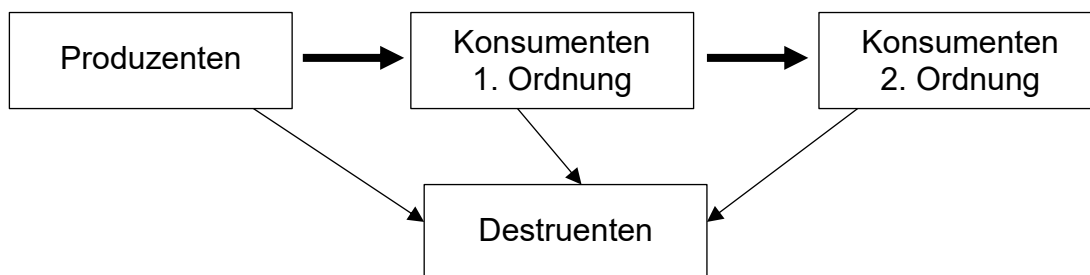 Produzenten
Konsumenten
1. Ordnung
Konsumenten
2. Ordnung
Destruenten